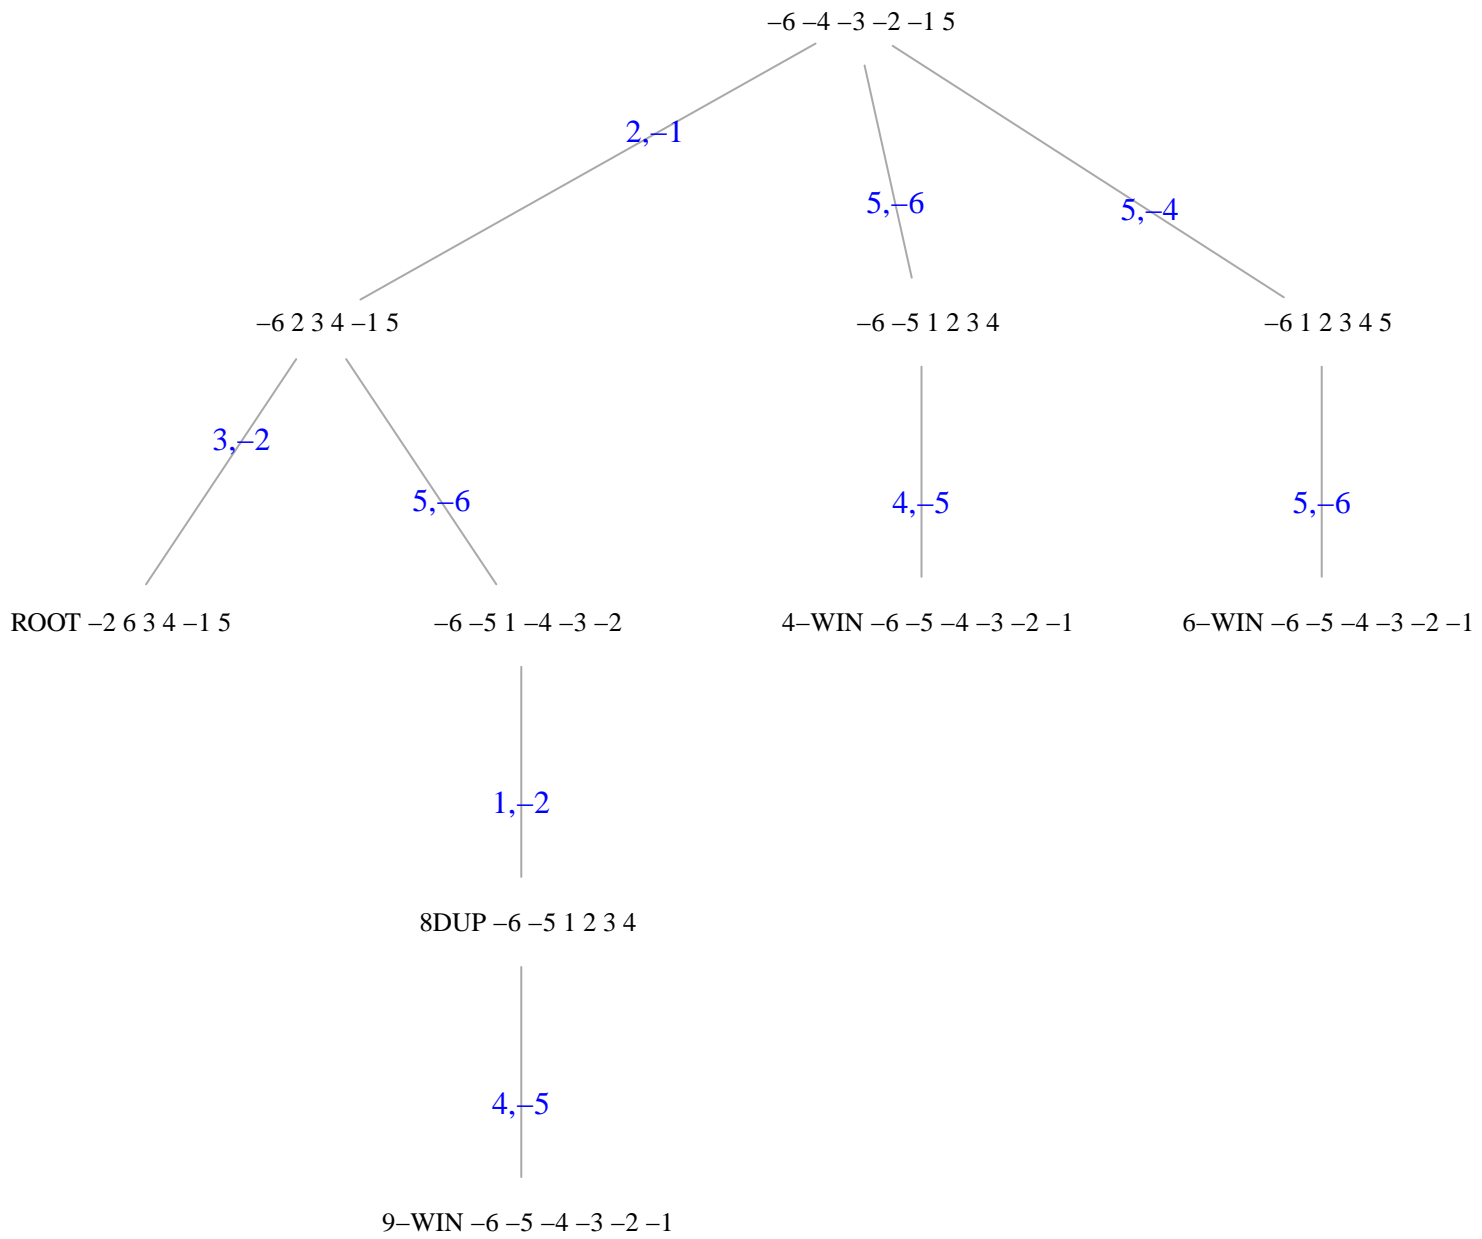 –6 –4 –3 –2 –1 5
2,–1
5,–6
5,–4
–6 2 3 4 –1 5
–6 –5 1 2 3 4
–6 1 2 3 4 5
3,–2
5,–6
4,–5
5,–6
ROOT –2 6 3 4 –1 5
–6 –5 1 –4 –3 –2
4–WIN –6 –5 –4 –3 –2 –1
6–WIN –6 –5 –4 –3 –2 –1
1,–2
8DUP –6 –5 1 2 3 4
4,–5
9–WIN –6 –5 –4 –3 –2 –1